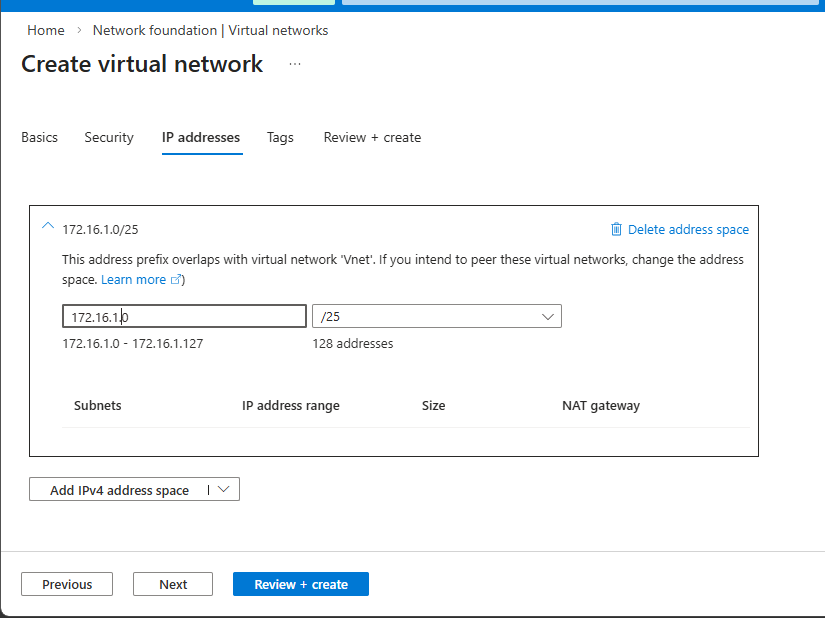 Home > Network foundation | Virtual networks
Create virtual network ...
Basics Security IP addresses Tags Review + create
172.16.1.0/25 Delete address space
This address prefix overlaps with virtual network 'Vnet'. If you intend to peer these virtual networks, change the address
space. Learn more )
172.16.1.0 /25
172.16.1.0 - 172.16.1.127 128 addresses
Subnets IP address range Size NAT gateway
Add IPv4 address space |
Previous Next Review + create